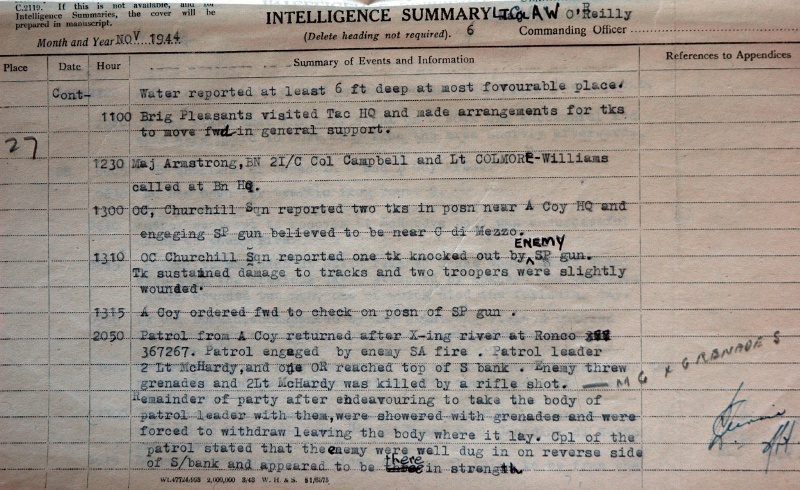 C.2119. If this is not available, and for
Intelligence Summaries, the cover will be
prepared in manuscript.
INTELLIGENCE SUMMARY
A W O'Reilly
(Delete heading not required).
6
Commanding Officer
Month and Year NOV 1944
Place Date Hour Summary of Events and Information References to Appendices
Cont- Water reported at least 6 ft deep at most fovourable place.
1100 Brig Pleasants visited Tac HQ and made arrangements for tks
to move fwd in general support.
27
1230 Maj Armstrong,BN 2I/C Col Campbell and Lt COLMORE-Williams
called at Bn HQ.
1300 OC, Churchill Sqn reported two tks in posn near A Coy HQ and
engaging SP gun believed to be near C di Mezzo.
1310 OC Churchill Sqn reported one tk knocked out by ENEMY SP gun.
Tk sustained damage to tracks and two troopers were slightly
wounded.
1315 A Coy ordered fwd to check on posn of SP gun .
2050 Patrol from A Coy returned after X-ing river at Ronco
367267. Patrol engaged by enemy SA fire . Patrol leader
2 Lt McHardy,and one OR reached top of S bank . Enemy threw
grenades and 2Lt McHardy was killed by a rifle shot. — MG & GRENADES
Remainder of party after endeavouring to take the body of
patrol leader with them,were showered with grenades and were
forced to withdraw leaving the body where it lay. Cpl of the
patrol stated that the enemy were well dug in on reverse side
of S/bank and appeared to be there in strength
Wt.47724/993 2,000,000 3/43 W. H. & S. 51/6375